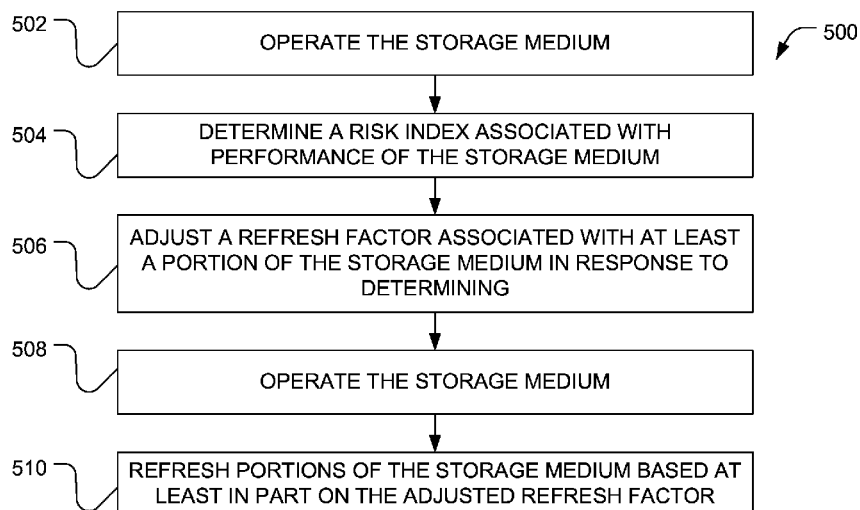 502
OPERATE THE STORAGE MEDIUM
500
504
DETERMINE A RISK INDEX ASSOCIATED WITH
PERFORMANCE OF THE STORAGE MEDIUM
506
ADJUST A REFRESH FACTOR ASSOCIATED WITH AT LEAST
A PORTION OF THE STORAGE MEDIUM IN RESPONSE TO
DETERMINING
508
OPERATE THE STORAGE MEDIUM
510
REFRESH PORTIONS OF THE STORAGE MEDIUM BASED AT
LEAST IN PART ON THE ADJUSTED REFRESH FACTOR